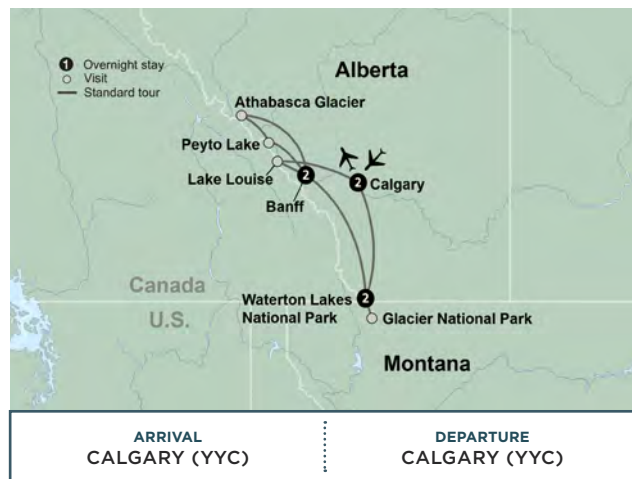 1 Overnight stay
Visit
Standard tour
Alberta
Athabasca Glacier
Peyto Lake
Lake Louise
2
Banff
2
Calgary
Canada
U.S.
2
Waterton Lakes
National Park
Glacier National Park
Montana
ARRIVAL
CALGARY (YYC)
DEPARTURE
CALGARY (YYC)